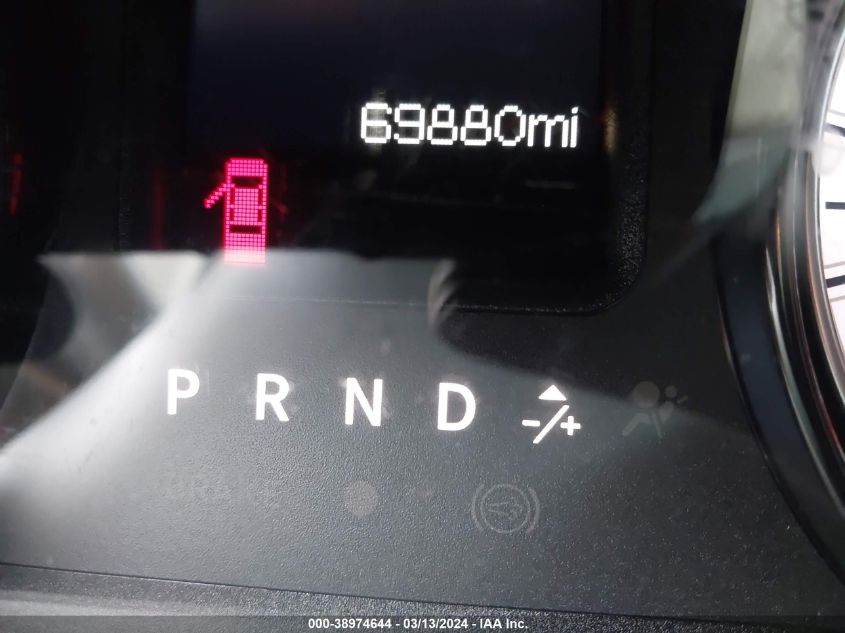 69880mi
P R N D -/+
000-38974644 - 03/13/2024 - IAA Inc.